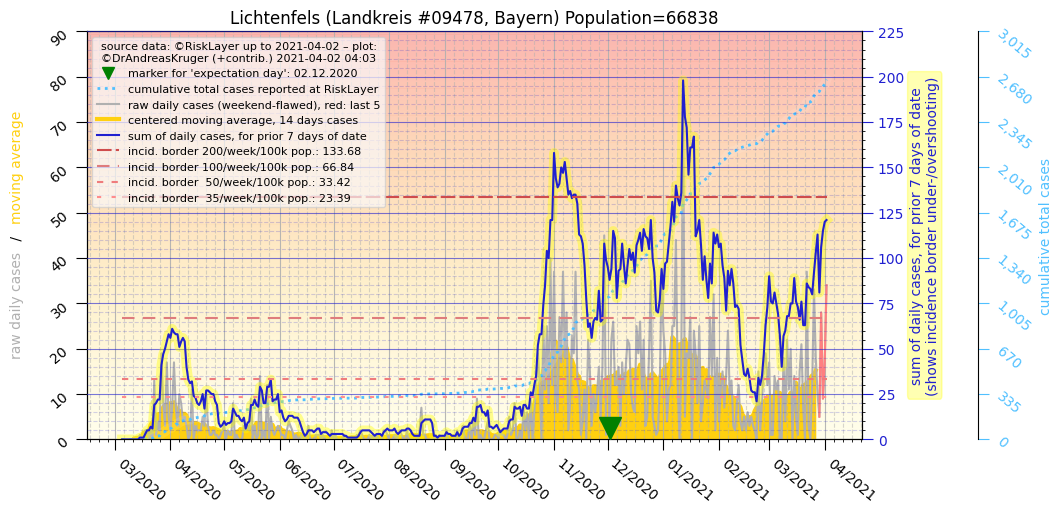 Lichtenfels (Landkreis #09478, Bayern) Population=66838
source data: ©RiskLayer up to 2021-04-02 – plot:
©DrAndreasKruger (+contrib.) 2021-04-02 04:03
marker for 'expectation day': 02.12.2020
cumulative total cases reported at RiskLayer
raw daily cases (weekend-flawed), red: last 5
centered moving average, 14 days cases
sum of daily cases, for prior 7 days of date
incid. border 200/week/100k pop.: 133.68
incid. border 100/week/100k pop.: 66.84
incid. border  50/week/100k pop.: 33.42
incid. border  35/week/100k pop.: 23.39
raw daily cases / moving average
90
80
70
60
50
40
30
20
10
0
03/2020
04/2020
05/2020
06/2020
07/2020
08/2020
09/2020
10/2020
11/2020
12/2020
01/2021
02/2021
03/2021
04/2021
225
200
175
150
125
100
75
50
25
0
sum of daily cases, for prior 7 days of date
(shows incidence border under-/overshooting)
3,015
2,680
2,345
2,010
1,675
1,340
1,005
670
335
0
cumulative total cases